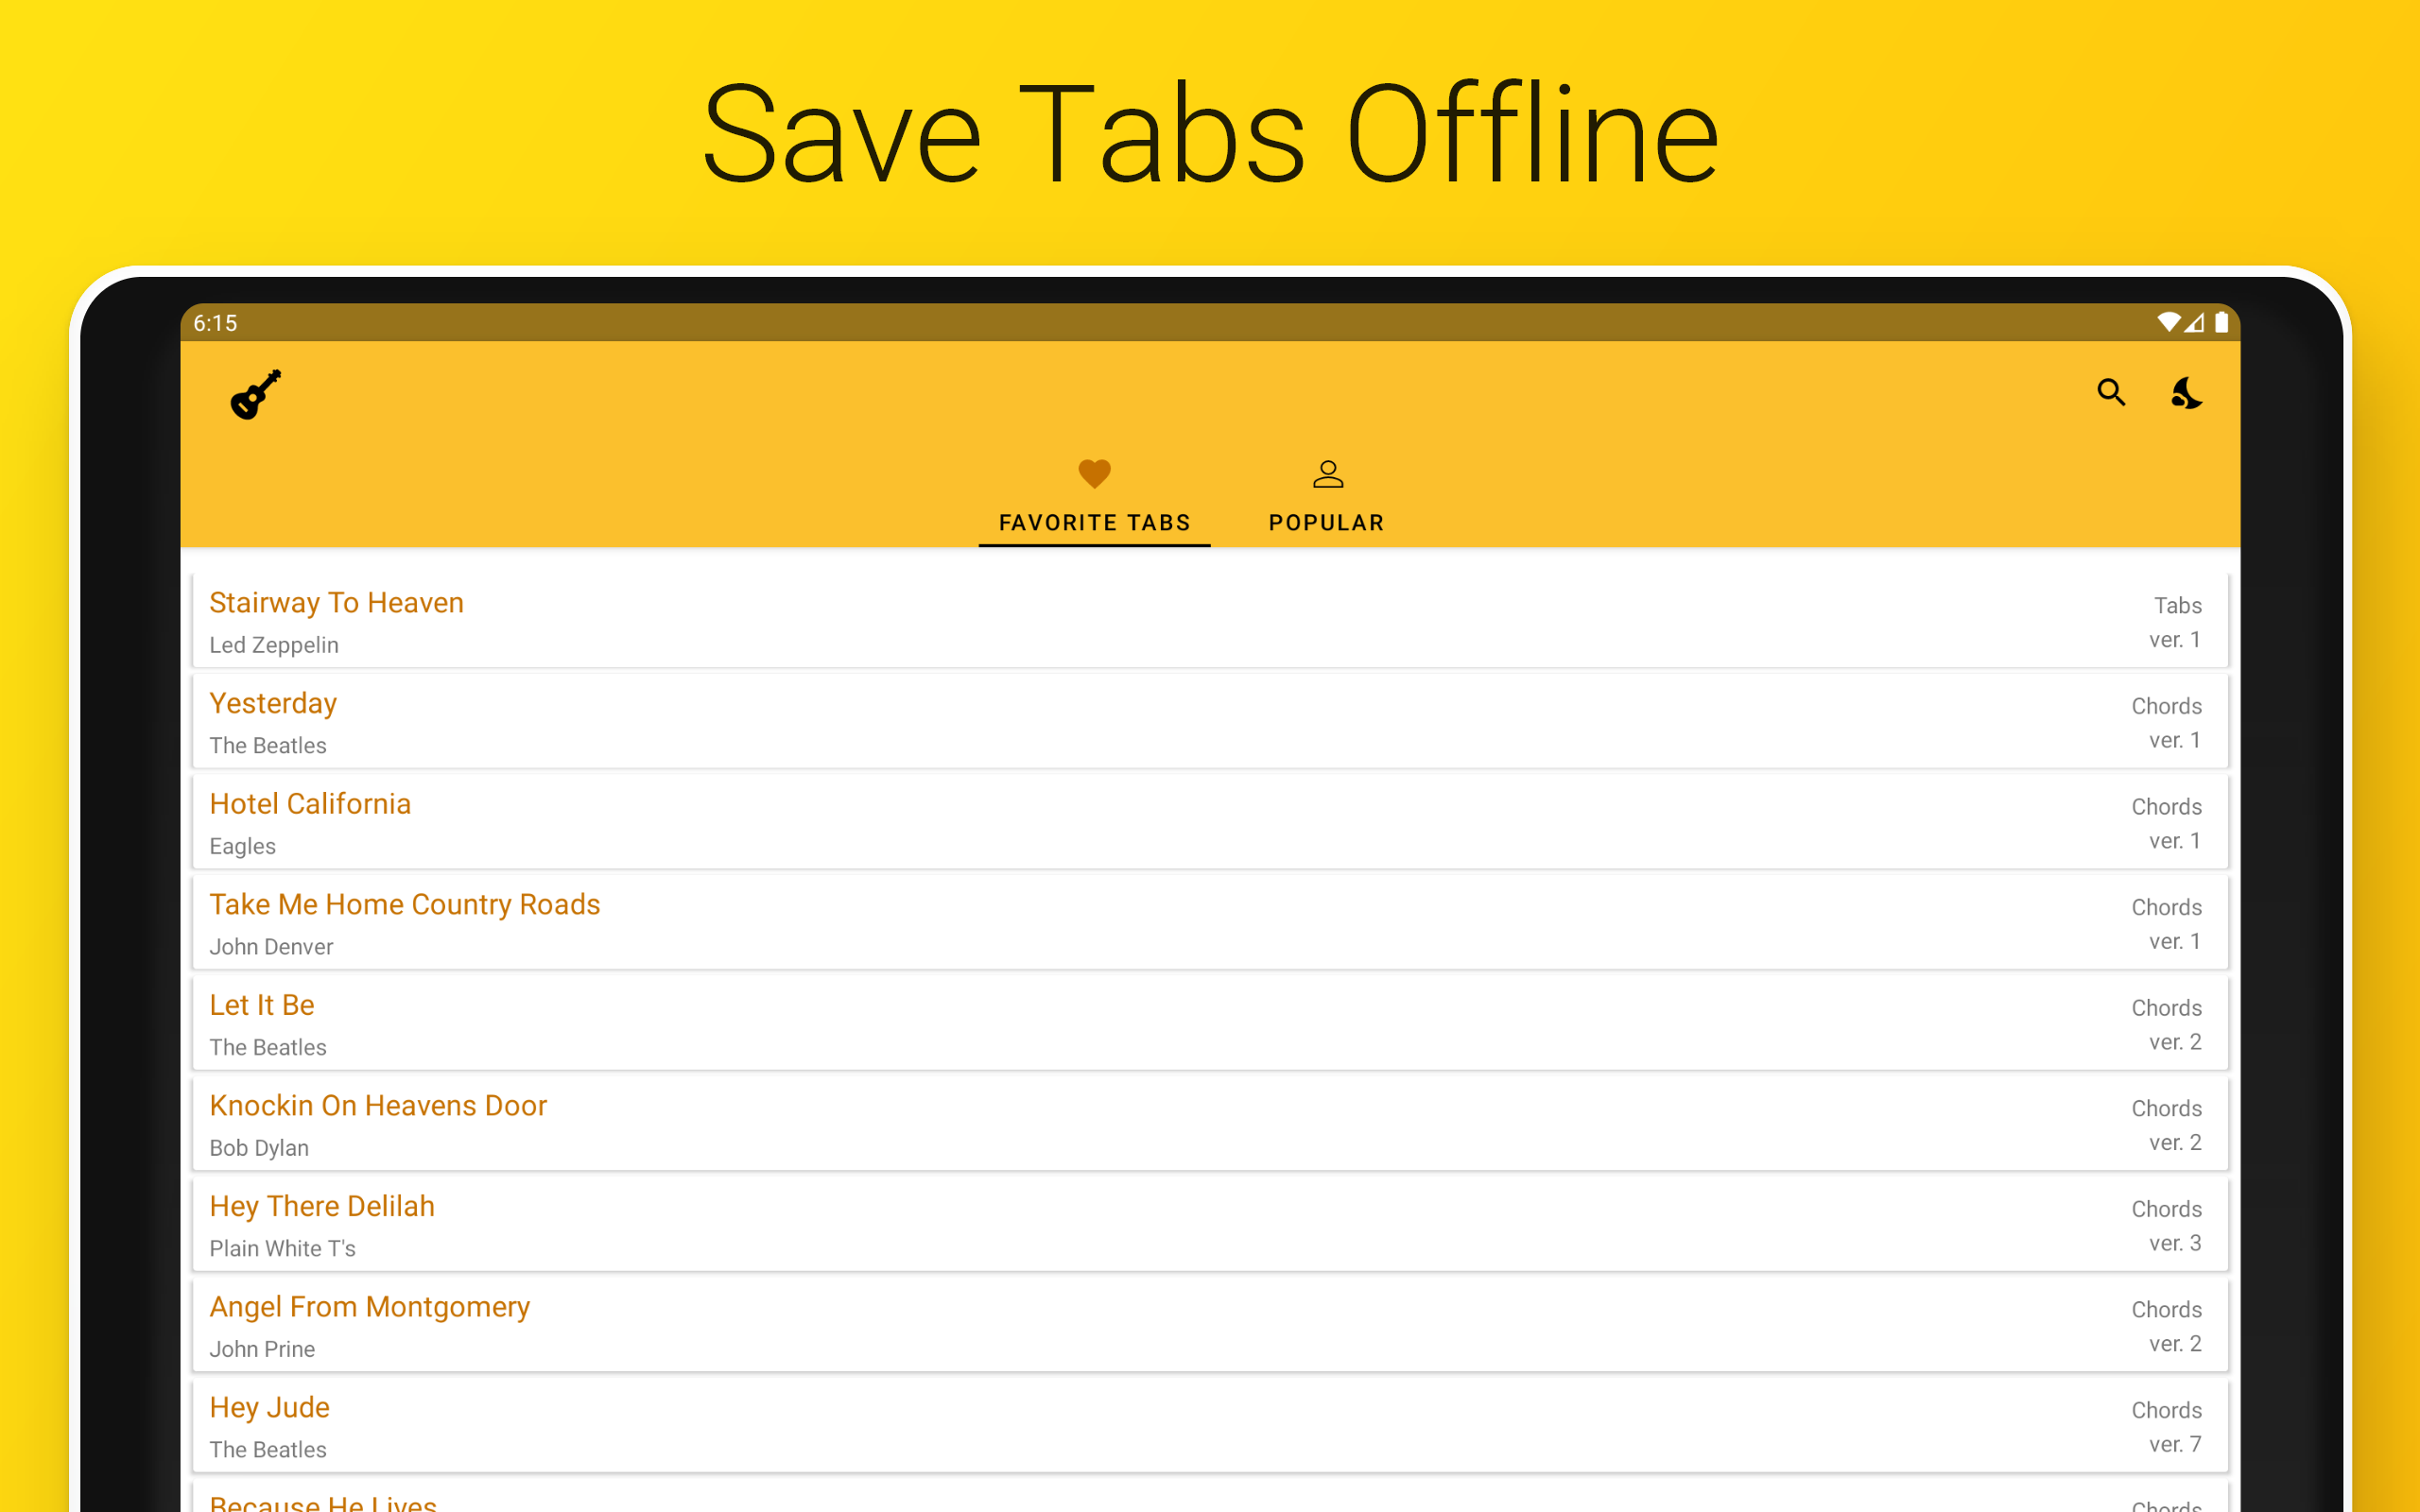 Save Tabs Offline
6:15
FAVORITE TABS
POPULAR
Stairway To Heaven
Tabs
Led Zeppelin
ver. 1
Yesterday
Chords
The Beatles
ver. 1
Hotel California
Chords
Eagles
ver. 1
Take Me Home Country Roads
Chords
John Denver
ver. 1
Let It Be
Chords
The Beatles
ver. 2
Knockin On Heavens Door
Chords
Bob Dylan
ver. 2
Hey There Delilah
Chords
Plain White T's
ver. 3
Angel From Montgomery
Chords
John Prine
ver. 2
Hey Jude
Chords
The Beatles
ver. 7
Because He Lives
Chords